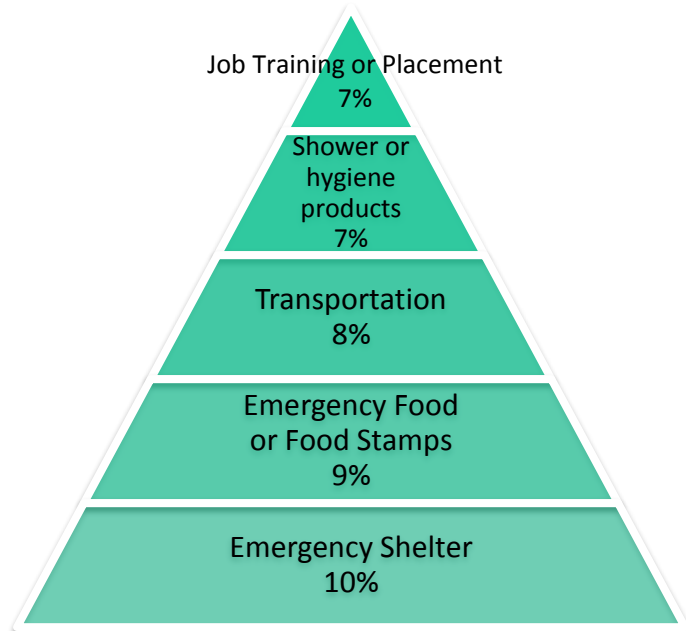 Job Training or Placement
7%
Shower or
hygiene
products
7%
Transportation
8%
Emergency Food
or Food Stamps
9%
Emergency Shelter
10%